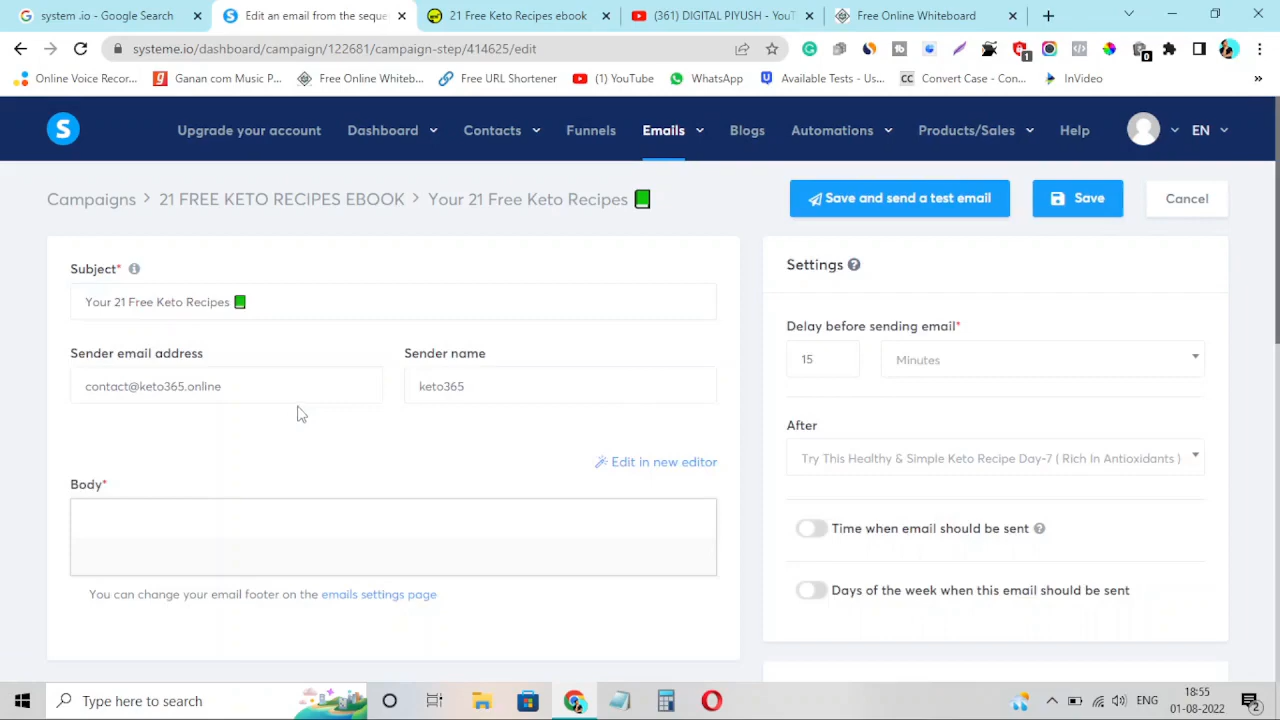 system .io - Google Search
Edit an email from the seque
21 Free Keto Recipes ebook
(361) DIGITAL PIYUSH - YouT
Free Online Whiteboard
systeme.io/dashboard/campaign/122681/campaign-step/414625/edit
Online Voice Recor...
Ganan com Music P...
Free Online Whiteb...
Free URL Shortener
(1) YouTube
WhatsApp
Available Tests - Us...
CC Convert Case - Con...
InVideo
»
S
Upgrade your account
Dashboard
Contacts
Funnels
Emails
Blogs
Automations
Products/Sales
Help
EN
Campaigns > 21 FREE KETO RECIPES EBOOK > Your 21 Free Keto Recipes
Save and send a test email
Save
Cancel
Subject*
Your 21 Free Keto Recipes
Sender email address
Sender name
contact@keto365.online
keto365
Edit in new editor
Body*
You can change your email footer on the emails settings page
Settings
Delay before sending email*
15
Minutes
After
Try This Healthy & Simple Keto Recipe Day-7 ( Rich In Antioxidants )
Time when email should be sent
Days of the week when this email should be sent
Type here to search
ENG
18:55
01-08-2022
2